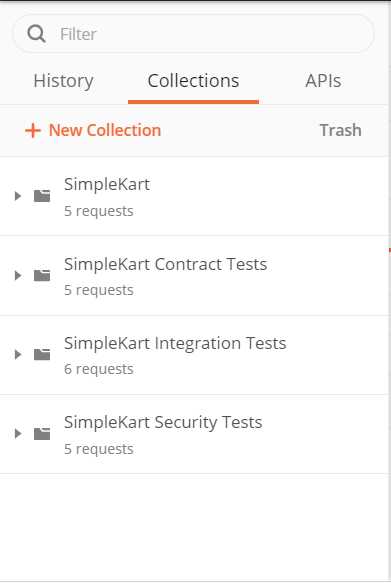 Filter
History Collections APIs
+ New Collection Trash
SimpleKart
5 requests
SimpleKart Contract Tests
5 requests
SimpleKart Integration Tests
6 requests
SimpleKart Security Tests
5 requests